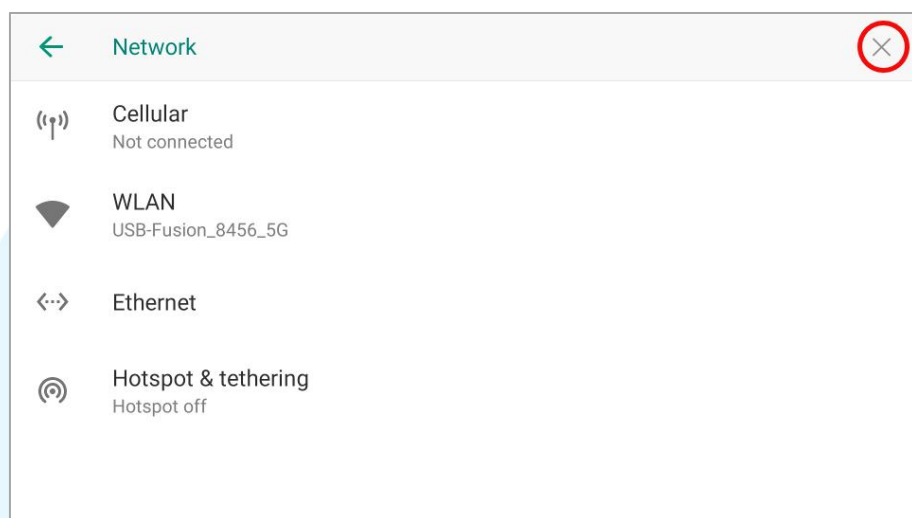 Network
Cellular
Not connected
WLAN
USB-Fusion_8456_5G
Ethernet
Hotspot & tethering
Hotspot off